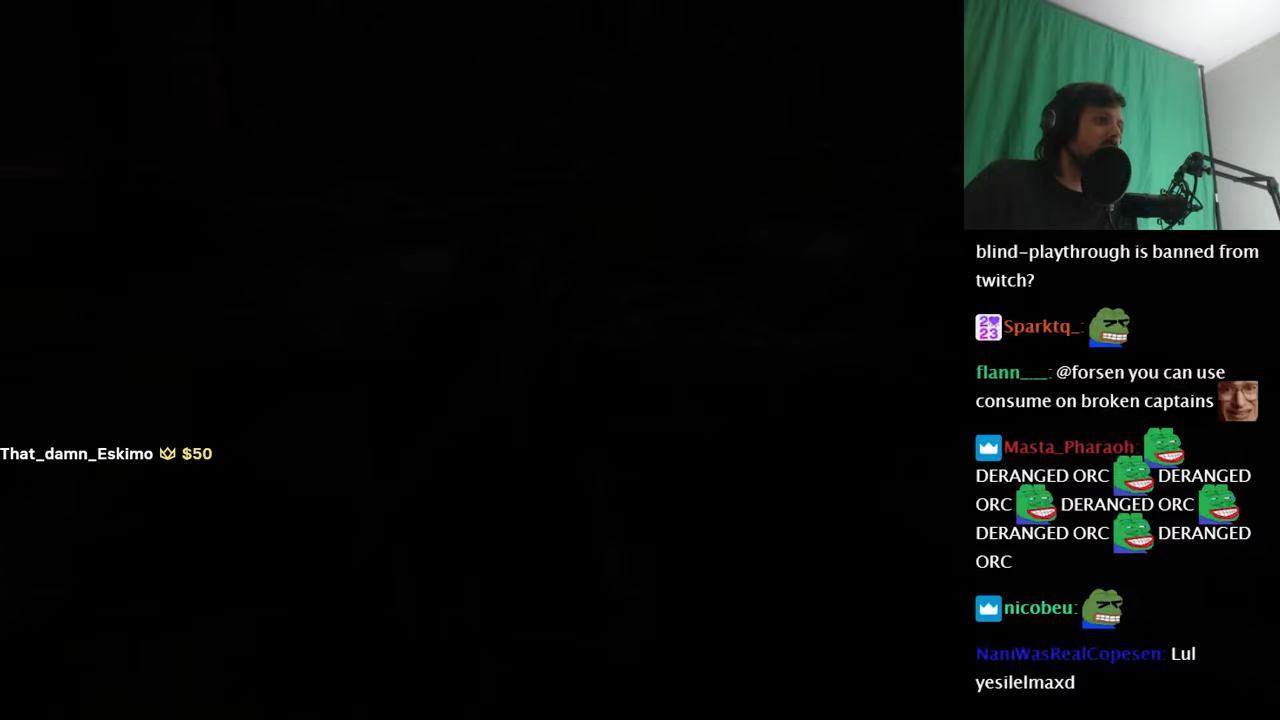 blind-playthrough is banned from
twitch?
2023 Sparktq_:
flann___: @forsen you can use
consume on broken captains
That_damn_Eskimo $50
Masta_Pharaoh:
DERANGED ORC DERANGED
ORC DERANGED ORC
DERANGED ORC DERANGED
ORC
nicobeu:
NaniWasRealCopesen: Lul
yesilelmaxd